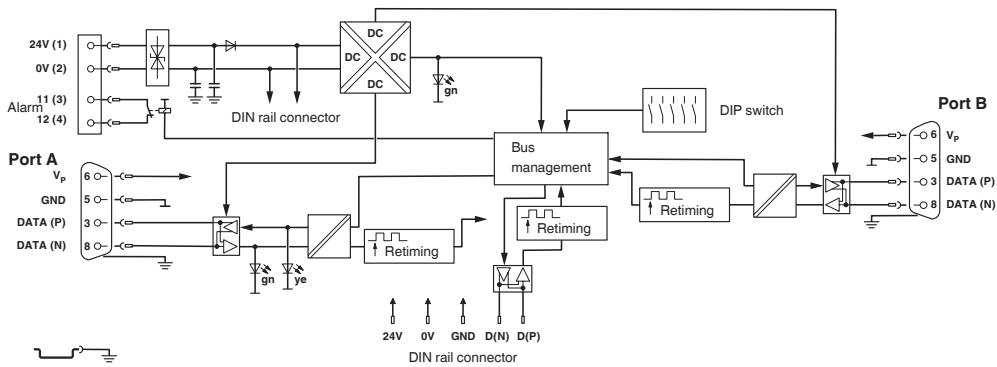 24V (1)
0V (2)
Alarm
11 (3)
12 (4)
DC
DC
DC
DC
gn
DIN rail connector
DIP switch
Bus
management
Port A
VP
6
GND
5
DATA (P)
3
DATA (N)
8
gn
ye
Retiming
Retiming
Retiming
Port B
6
VP
5
GND
3
DATA (P)
8
DATA (N)
24V
0V
GND
D(N)
D(P)
DIN rail connector